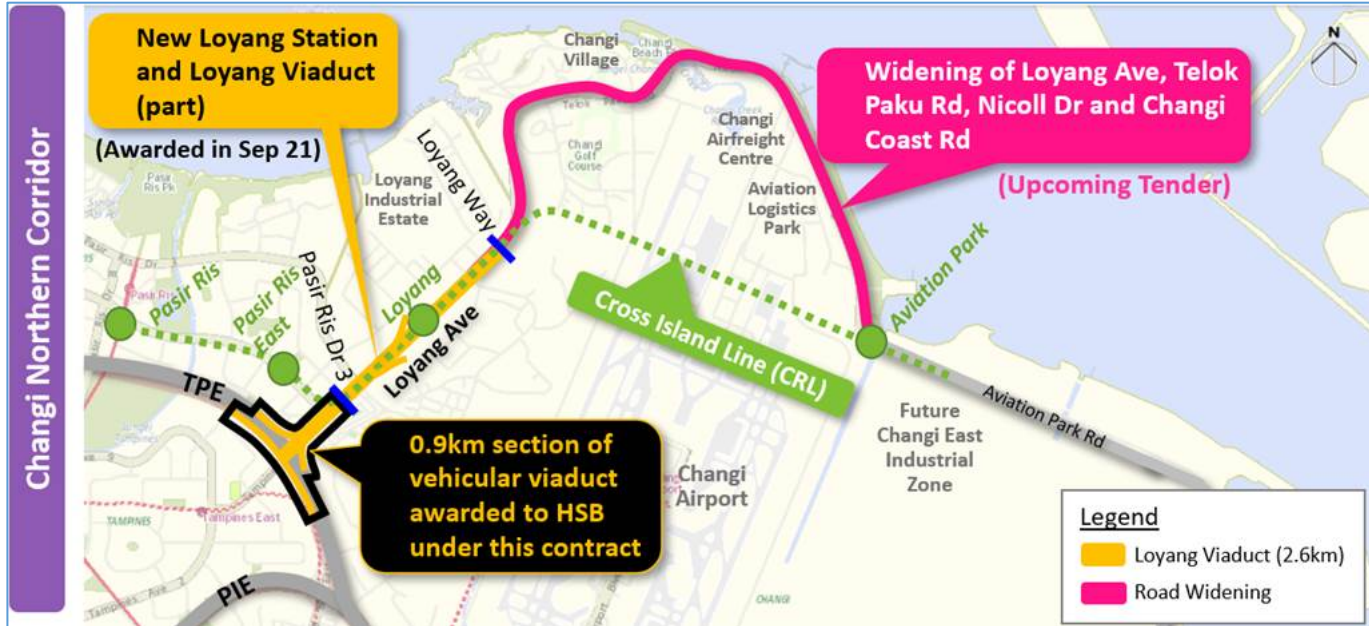 Changi Northern Corridor
New Loyang Station
and Loyang Viaduct
(part)
(Awarded in Sep 21)
Changi
Village
Widening of Loyang Ave, Telok
Paku Rd, Nicoll Dr and Changi
Coast Rd
(Upcoming Tender)
N
Loyang Way
Loyang
Industrial
Estate
Changi
Golf
Course
Changi
Airfreight
Centre
Aviation
Logistics
Park
Pasir Ris
Pasir Ris
East
Pasir Ris Dr 3
Loyang
Loyang Ave
Cross Island Line (CRL)
Aviation Park
Aviation Park Rd
TPE
0.9km section of
vehicular viaduct
awarded to HSB
under this contract
Changi
Airport
Future
Changi East
Industrial
Zone
TAMPINES
Tampines East
PIE
Tampines Ave
CHANGI
Legend
Loyang Viaduct (2.6km)
Road Widening